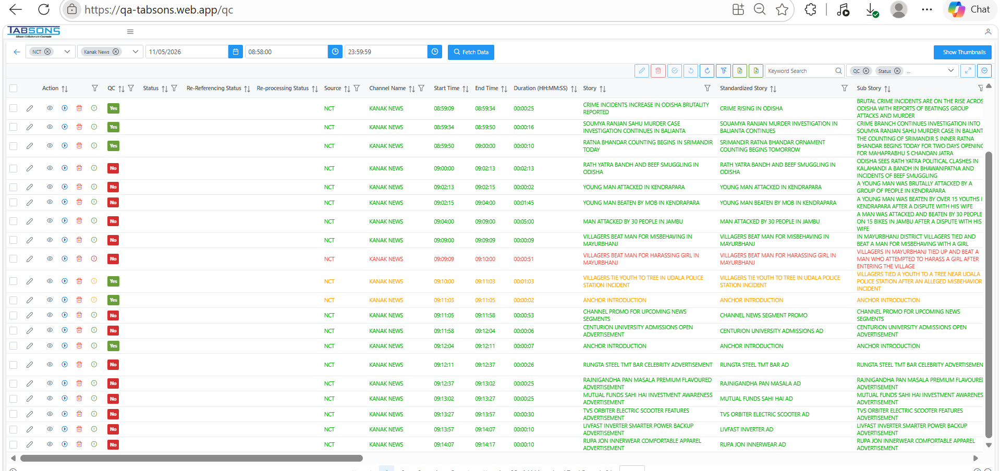 https://qa-tabsons.web.app/qc
Chat
TABSONS
Ideate Collaborate Curate
NCT
Kanak News
11/05/2026
08:58:00
23:59:59
Fetch Data
Show Thumbnails
Keyword Search
QC
Status
...
Action QC Status Re-Referencing Status Re-processing Status Source Channel Name Start Time End Time Duration (HH:MM:SS) Story Standardized Story Sub Story
Yes NCT KANAK NEWS 08:59:09 08:59:34 00:00:25
CRIME INCIDENTS INCREASE IN ODISHA BRUTALITY
REPORTED
CRIME RISING IN ODISHA
BRUTAL CRIME INCIDENTS ARE ON THE RISE ACROS
ODISHA WITH REPORTS OF BEATINGS GROUP
ATTACKS AND MURDER
Yes NCT KANAK NEWS 08:59:34 08:59:50 00:00:16
SOUMYA RANJAN SAHU MURDER CASE
INVESTIGATION CONTINUES IN BALIANTA
SOUAMYA RANJAN MURDER INVESTIGATION IN
BALIANTA CONTINUES
CRIME BRANCH CONTINUES INVESTIGATION INTO
SOUMYA RANJAN SAHU MURDER CASE IN BALIANT
Yes NCT KANAK NEWS 08:59:50 09:00:00 00:00:10
RATNA BHANDAR COUNTING BEGINS IN SRIMANDIR
TODAY
SRIMANDIR RATNA BHANDAR ORNAMENT
COUNTING BEGINS TOMORROW
THE COUNTING OF SRIMANDIR S INNER RATNA
BHANDAR BEGINS TODAY FOR TWO DAYS OPENING
FOR MAHAPRABHU S CHANDAN JATRA
No NCT KANAK NEWS 09:00:00 09:02:13 00:02:13
RATH YATRA BANDH AND BEEF SMUGGLING IN
ODISHA
RATH YATRA BANDH AND BEEF SMUGGLING IN
ODISHA
ODISHA SEES RATH YATRA POLITICAL CLASHES IN
KALAHANDI A BANDH IN BHAWANIPATNA AND
INCIDENTS OF BEEF SMUGGLING
No NCT KANAK NEWS 09:02:13 09:02:15 00:00:02
YOUNG MAN ATTACKED IN KENDRAPARA
YOUNG MAN ATTACKED IN KENDRAPARA
A YOUNG MAN WAS BRUTALLY ATTACKED BY A
GROUP OF PEOPLE IN KENDRAPARA
No NCT KANAK NEWS 09:02:15 09:04:00 00:01:45
YOUNG MAN BEATEN BY MOB IN KENDRAPARA
YOUNG MAN BEATEN BY MOB IN KENDRAPARA
A YOUNG MAN WAS BEATEN BY OVER 15 YOUTHS I
KENDRAPARA AFTER A DISPUTE WITH HIS WIFE
No NCT KANAK NEWS 09:04:00 09:09:00 00:05:00
MAN ATTACKED BY 30 PEOPLE IN JAMBU
MAN ATTACKED BY 30 PEOPLE IN JAMBU
A MAN WAS ATTACKED AND BEATEN BY 30 PEOPLE
ON 15 BIKES IN JAMBU AFTER A DISPUTE WITH HIS
WIFE
No NCT KANAK NEWS 09:09:00 09:09:09 00:00:09
VILLAGERS BEAT MAN FOR MISBEHAVING IN
MAYURBHANJ
VILLAGERS BEAT MAN FOR MISBEHAVING IN
MAYURBHANJ
IN MAYURBHANJ DISTRICT VILLAGERS TIED AND
BEAT A MAN FOR MISBEHAVING WITH A GIRL
No NCT KANAK NEWS 09:09:09 09:10:00 00:00:51
VILLAGERS BEAT MAN FOR HARASSING GIRL IN
MAYURBHANJ
VILLAGERS BEAT MAN FOR HARASSING GIRL IN
MAYURBHANJ
VILLAGERS IN MAYURBHANJ TIED UP AND BEAT A
MAN WHO ATTEMPTED TO HARASS A GIRL AFTER
ENTERING THE VILLAGE
Yes NCT KANAK NEWS 09:10:00 09:11:03 00:01:03
VILLAGERS TIE YOUTH TO TREE IN UDALA POLICE
STATION INCIDENT
VILLAGERS TIE YOUTH TO TREE IN UDALA POLICE
STATION INCIDENT
VILLAGERS TIED A YOUTH TO A TREE NEAR UDALA
POLICE STATION AFTER AN ALLEGED MISBEHAVIOR
INCIDENT
Yes NCT KANAK NEWS 09:11:03 09:11:05 00:00:02
ANCHOR INTRODUCTION
ANCHOR INTRODUCTION
ANCHOR INTRODUCTION
No NCT KANAK NEWS 09:11:05 09:11:58 00:00:53
CHANNEL PROMO FOR UPCOMING NEWS
SEGMENTS
CHANNEL NEWS SEGMENT PROMO
CHANNEL PROMO FOR UPCOMING NEWS
SEGMENTS
No NCT KANAK NEWS 09:11:58 09:12:04 00:00:06
CENTURION UNIVERSITY ADMISSIONS OPEN
ADVERTISEMENT
CENTURION UNIVERSITY ADMISSIONS AD
CENTURION UNIVERSITY ADMISSIONS OPEN
ADVERTISEMENT
Yes NCT KANAK NEWS 09:12:04 09:12:11 00:00:07
ANCHOR INTRODUCTION
ANCHOR INTRODUCTION
ANCHOR INTRODUCTION
No NCT KANAK NEWS 09:12:11 09:12:37 00:00:26
RUNGTA STEEL TMT BAR CELEBRITY ADVERTISEMENT
RUNGTA STEEL TMT BAR AD
RUNGTA STEEL TMT BAR CELEBRITY ADVERTISEMEN
No NCT KANAK NEWS 09:12:37 09:13:02 00:00:25
RAJNIGANDHA PAN MASALA PREMIUM FLAVOURED
ADVERTISEMENT
RAJNIGANDHA PAN MASALA AD
RAJNIGANDHA PAN MASALA PREMIUM FLAVOURED
ADVERTISEMENT
No NCT KANAK NEWS 09:13:02 09:13:27 00:00:25
MUTUAL FUNDS SAHI HAI INVESTMENT AWARENESS
ADVERTISEMENT
MUTUAL FUNDS SAHI HAI AD
MUTUAL FUNDS SAHI HAI INVESTMENT AWARENES
ADVERTISEMENT
No NCT KANAK NEWS 09:13:27 09:13:57 00:00:30
TVS ORBITER ELECTRIC SCOOTER FEATURES
ADVERTISEMENT
TVS ORBITER ELECTRIC SCOOTER AD
TVS ORBITER ELECTRIC SCOOTER FEATURES
ADVERTISEMENT
No NCT KANAK NEWS 09:13:57 09:14:07 00:00:10
LIVFAST INVERTER SMARTER POWER BACKUP
ADVERTISEMENT
LIVFAST INVERTER AD
LIVFAST INVERTER SMARTER POWER BACKUP
ADVERTISEMENT
No NCT KANAK NEWS 09:14:07 09:14:17 00:00:10
RUPA JON INNERWEAR COMFORTABLE APPAREL
ADVERTISEMENT
RUPA JON INNERWEAR AD
RUPA JON INNERWEAR COMFORTABLE APPAREL
ADVERTISEMENT